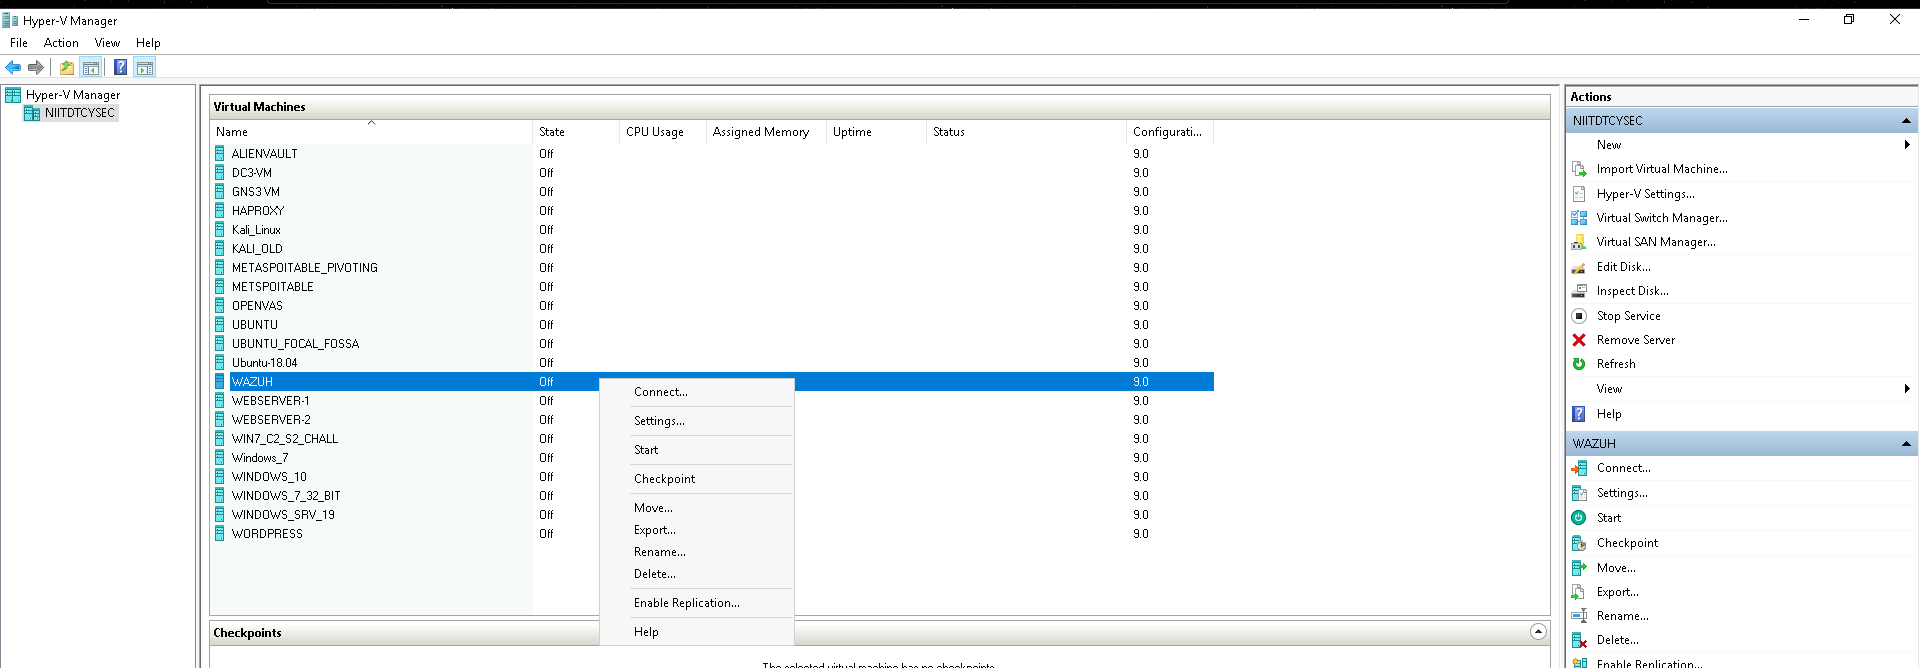 Hyper-V Manager
File Action View Help
Hyper-V Manager
NIITDTCYSEC
Virtual Machines
Name State CPU Usage Assigned Memory Uptime Status Configurati...
ALIENVAULT Off 9.0
DC3-VM Off 9.0
GNS3 VM Off 9.0
HAPROXY Off 9.0
Kali_Linux Off 9.0
KALI_OLD Off 9.0
METASPOITABLE_PIVOTING Off 9.0
METSPOITABLE Off 9.0
OPENVAS Off 9.0
UBUNTU Off 9.0
UBUNTU_FOCAL_FOSSA Off 9.0
Ubuntu-18.04 Off 9.0
WAZUH Off 9.0
WEBSERVER-1 Off 9.0
WEBSERVER-2 Off 9.0
WIN7_C2_S2_CHALL Off 9.0
Windows_7 Off 9.0
WINDOWS_10 Off 9.0
WINDOWS_7_32_BIT Off 9.0
WINDOWS_SRV_19 Off 9.0
WORDPRESS Off 9.0
Connect...
Settings...
Start
Checkpoint
Move...
Export...
Rename...
Delete...
Enable Replication...
Help
Checkpoints
The selected virtual machine has no checkpoints.
Actions
NIITDTCYSEC
New
Import Virtual Machine...
Hyper-V Settings...
Virtual Switch Manager...
Virtual SAN Manager...
Edit Disk...
Inspect Disk...
Stop Service
Remove Server
Refresh
View
Help
WAZUH
Connect...
Settings...
Start
Checkpoint
Move...
Export...
Rename...
Delete...
Enable Replication...